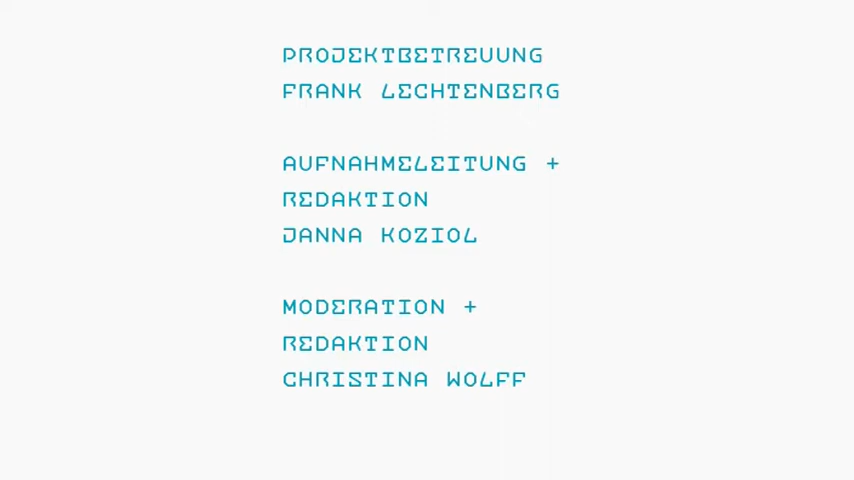 PROJEKTBETREUUNG
FRANK LECHTENBERG
AUFNAHMELEITUNG +
REDAKTION
JANNA KOZIOL
MODERATION +
REDAKTION
CHRISTINA WOLFF